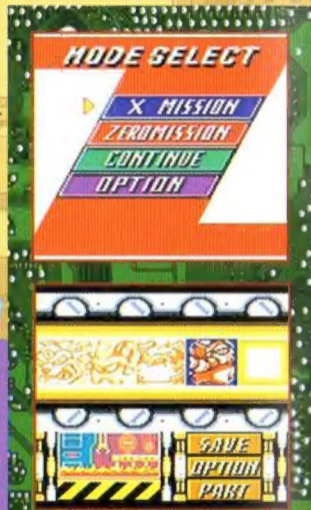 MODE SELECT
X MISSION
ZEROMISSION
CONTINUE
OPTION
SAVE
OPTION
PART